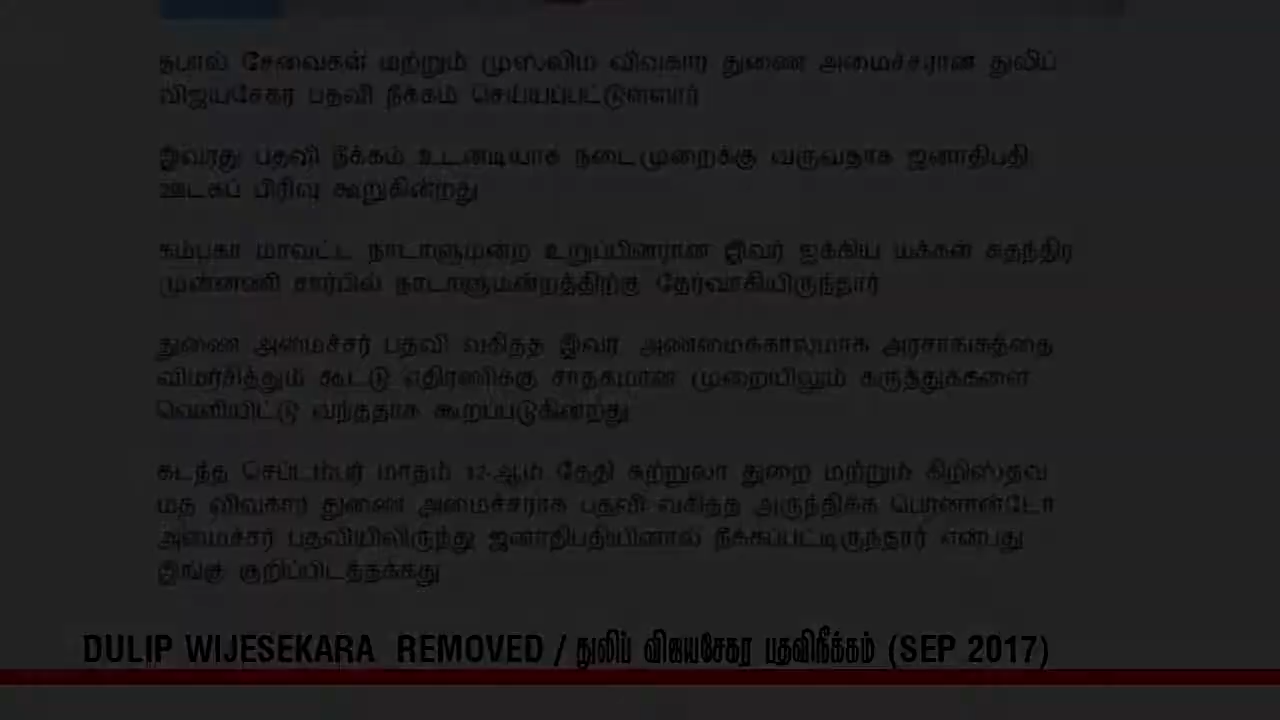 தபால் சேவைகள் மற்றும் முஸ்லிம் விவகார துணை அமைச்சரான துலிப்
விஜயசேகர பதவி நீக்கம் செய்யப்பட்டுள்ளார்
இவரது பதவி நீக்கம் உடனடியாக நடைமுறைக்கு வருவதாக ஜனாதிபதி
ஊடகப் பிரிவு கூறுகின்றது
கம்பகா மாவட்ட நாடாளுமன்ற உறுப்பினரான இவர் ஐக்கிய மக்கள் சுதந்திர
முன்னணி சார்பில் நாடாளுமன்றத்திற்கு தேர்வாகியிருந்தார்
துணை அமைச்சர் பதவி வகித்த இவர் அண்மைக்காலமாக அரசாங்கத்தை
விமர்சித்தும் கூட்டு எதிரணிக்கு சாதகமான முறையிலும் கருத்துக்களை
வெளியிட்டு வந்ததாக கூறப்படுகின்றது
கடந்த செப்டம்பர் மாதம் 12-ஆம் தேதி சுற்றுலா துறை மற்றும் கிறிஸ்தவ
மத விவகார துணை அமைச்சராக பதவி வகித்த அருந்திக்க பெர்ணான்டோ
அமைச்சர் பதவியிலிருந்து ஜனாதிபதியினால் நீக்கப்பட்டிருந்தார் என்பது
இங்கு குறிப்பிடத்தக்கது
DULIP WIJESEKARA REMOVED / துலிப் விஜயசேகர பதவிநீக்கம் (SEP 2017)